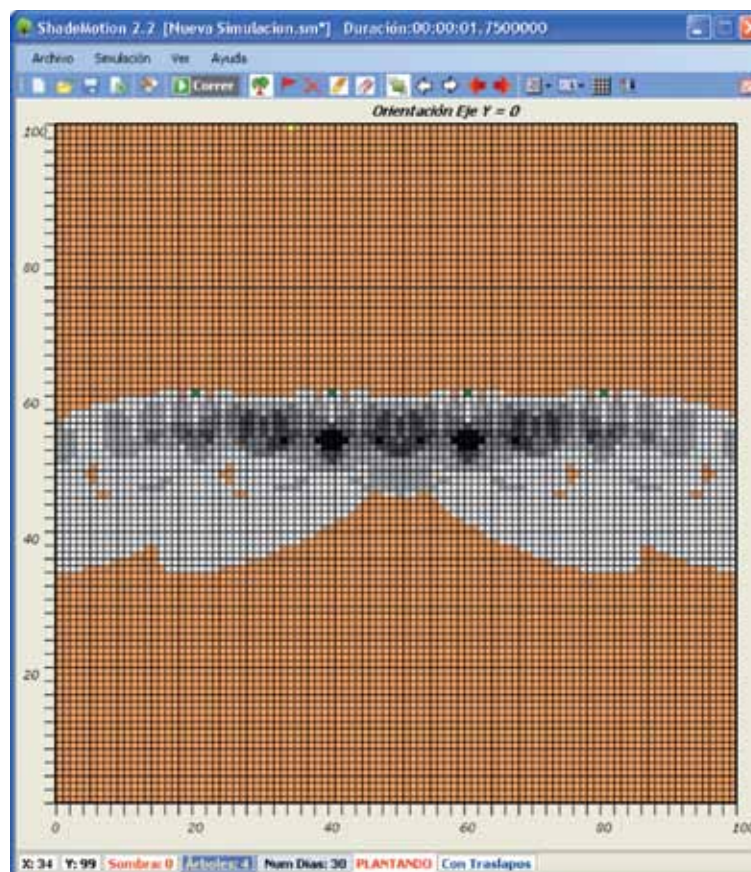 ShadeMotion 2.2 [Nueva Simulacion.sm*] Duración:00:00:01.7500000
Archivo Simulación Ver Ayuda
Correr
Orientación Eje Y = 0
100
80
60
40
20
0 20 40 60 80 100
X: 34 Y: 99 Sombra: 0 Arboles: 4 Num Dias: 30 PLANTANDO Con Traslapos